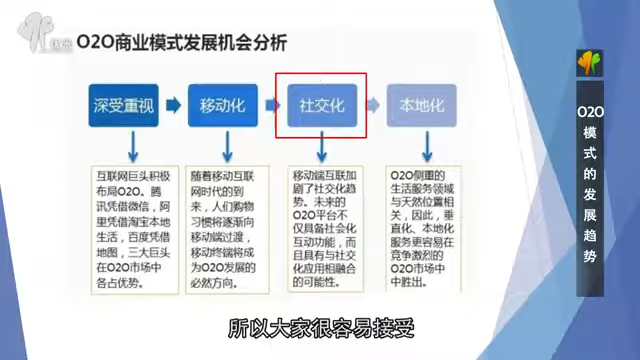 O2O商业模式发展机会分析
深受重视
移动化
社交化
本地化
互联网巨头积极
布局O2O。腾
讯凭借微信，阿
里凭借淘宝本地
生活，百度凭借
地图，三大巨头
在O2O市场中
各占优势。
随着移动互联
网时代的到
来，人们购物
习惯将逐渐向
移动端过渡，
移动终端将成
为O2O发展的
必然方向。
移动端互联加
剧了社交化趋
势。未来的
O2O平台不
仅具备社会化
互动功能，而
且具有与社交
化应用相融合
的可能性。
O2O侧重的
生活服务领域
与天然位置相
关，因此，垂
直化、本地化
服务更容易在
竞争激烈的
O2O市场中
中胜出。
O2O模式的发展趋势
所以大家很容易接受